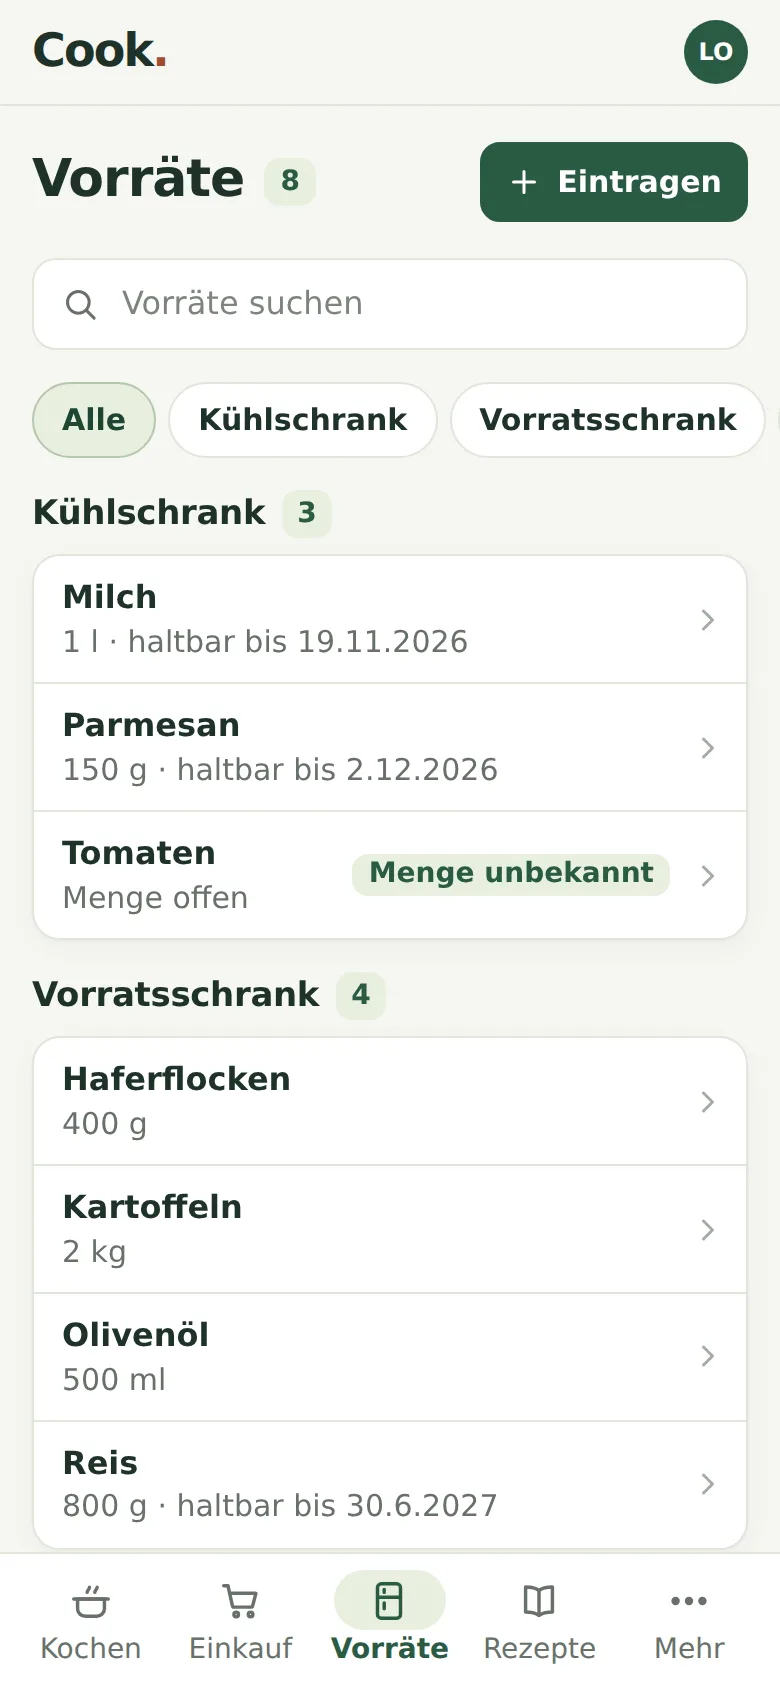 Cook.
LO
Vorräte 8
+ Eintragen
Vorräte suchen
Alle
Kühlschrank
Vorratsschrank
Kühlschrank 3
Milch
1 l · haltbar bis 19.11.2026
Parmesan
150 g · haltbar bis 2.12.2026
Tomaten
Menge offen
Menge unbekannt
Vorratsschrank 4
Haferflocken
400 g
Kartoffeln
2 kg
Olivenöl
500 ml
Reis
800 g · haltbar bis 30.6.2027
Kochen
Einkauf
Vorräte
Rezepte
Mehr